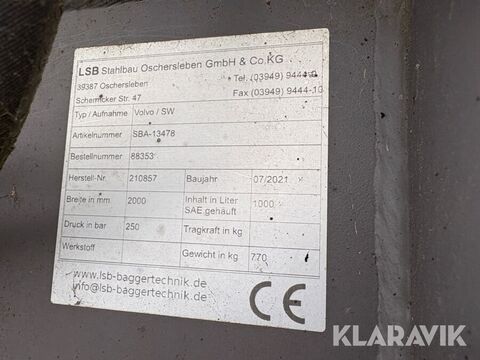 LSB Stahlbau Oschersleben GmbH & Co.KG
39387 Oschersleben Tel. (03949) 9444-0
Schermcker Str. 47 Fax (03949) 9444-10
Typ / Aufnahme Volvo / SW
Artikelnummer SBA-13478
Bestellnummer 88353
Herstell-Nr. 210857 Baujahr 07/2021
Breite in mm 2000 Inhalt in Liter SAE gehäuft 1000
Druck in bar 250 Tragkraft in kg
Werkstoff Gewicht in kg 770
www.lsb-baggertechnik.de
info@lsb-baggertechnik.de
CE
KLARAVIK